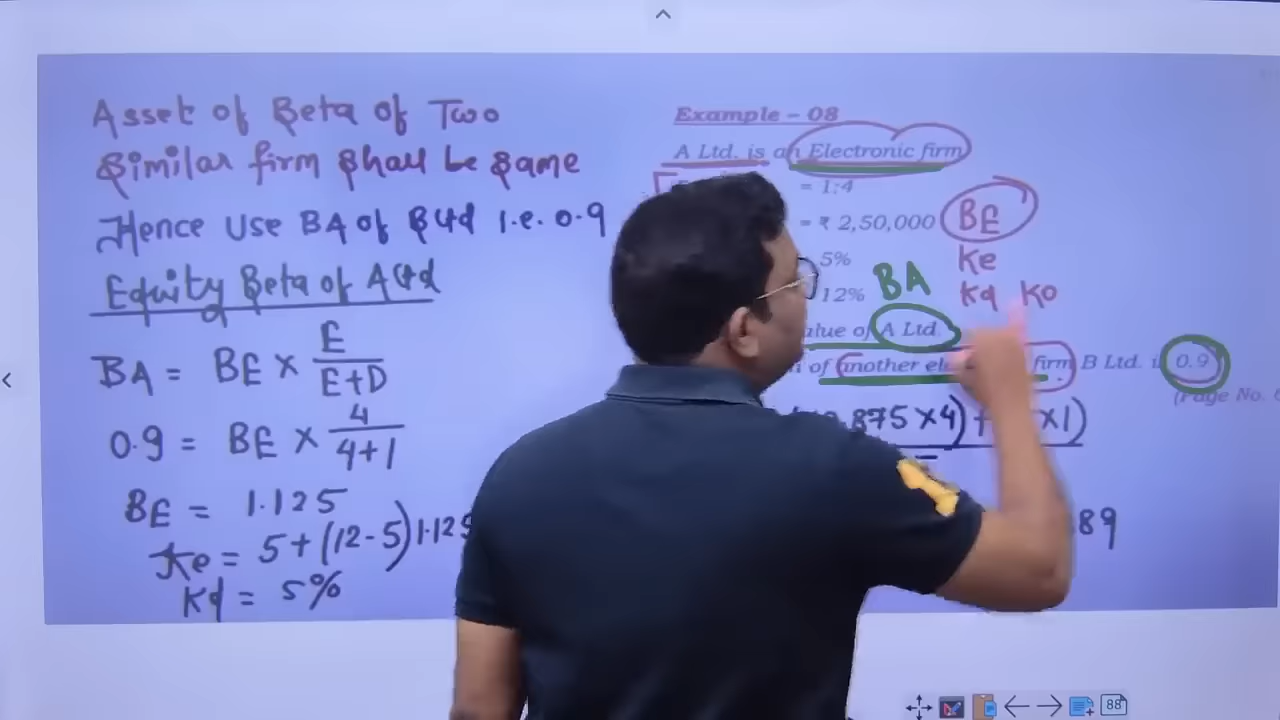 Asset of Beta of Two
Similar firm shall be same
Hence Use BA of B Ltd i.e. 0.9
Equity Beta of A Ltd
BA = BE × E/E+D
0.9 = BE × 4/4+1
BE = 1.125
Ke = 5+(12-5)1.125
Kd = 5%
Example – 08
A Ltd. is an Electronic firm
= 1:4
= ₹ 2,50,000 BE
5% Ke
12% BA Kd Ko
value of A Ltd.
of another firm B Ltd. 0.9
(Page No.
875×4)+ ×1)
89
88